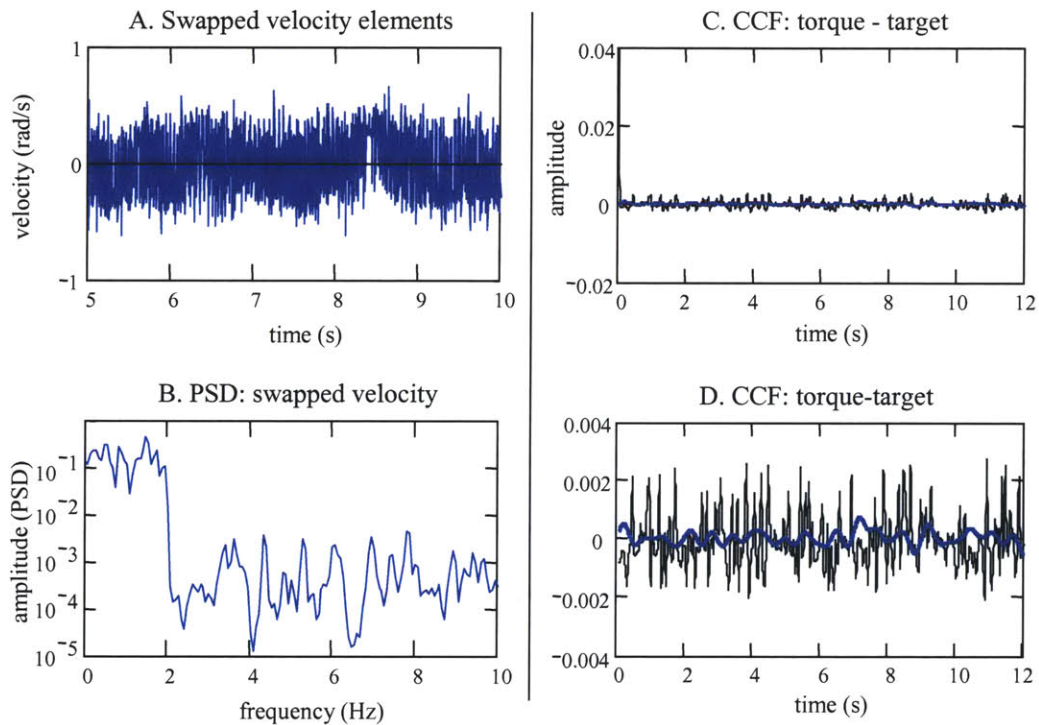 A. Swapped velocity elements
1
0
−1
velocity (rad/s)
5 6 7 8 9 10
time (s)
B. PSD: swapped velocity
10⁻¹
10⁻²
10⁻³
10⁻⁴
10⁻⁵
amplitude (PSD)
0 2 4 6 8 10
frequency (Hz)
C. CCF: torque - target
0.04
0.02
0
−0.02
amplitude
0 2 4 6 8 10 12
time (s)
D. CCF: torque-target
0.004
0.002
0
−0.002
−0.004
0 2 4 6 8 10 12
time (s)